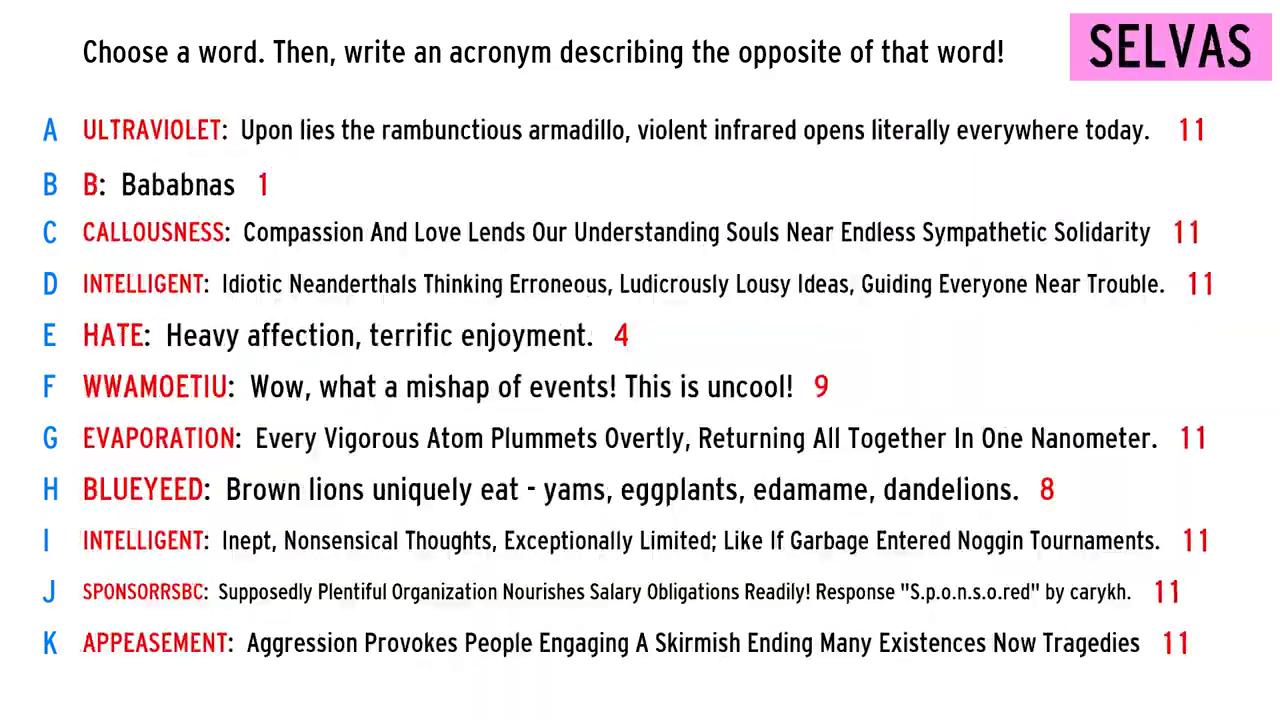 Choose a word. Then, write an acronym describing the opposite of that word!
SELVAS
A ULTRAVIOLET: Upon lies the rambunctious armadillo, violent infrared opens literally everywhere today. 11
B B: Bababnas 1
C CALLOUSNESS: Compassion And Love Lends Our Understanding Souls Near Endless Sympathetic Solidarity 11
D INTELLIGENT: Idiotic Neanderthals Thinking Erroneous, Ludicrously Lousy Ideas, Guiding Everyone Near Trouble. 11
E HATE: Heavy affection, terrific enjoyment. 4
F WWAMOETIU: Wow, what a mishap of events! This is uncool! 9
G EVAPORATION: Every Vigorous Atom Plummets Overtly, Returning All Together In One Nanometer. 11
H BLUEYEED: Brown lions uniquely eat - yams, eggplants, edamame, dandelions. 8
I INTELLIGENT: Inept, Nonsensical Thoughts, Exceptionally Limited; Like If Garbage Entered Noggin Tournaments. 11
J SPONSORRSBC: Supposedly Plentiful Organization Nourishes Salary Obligations Readily! Response "S.p.o.n.s.o.red" by carykh. 11
K APPEASEMENT: Aggression Provokes People Engaging A Skirmish Ending Many Existences Now Tragedies 11